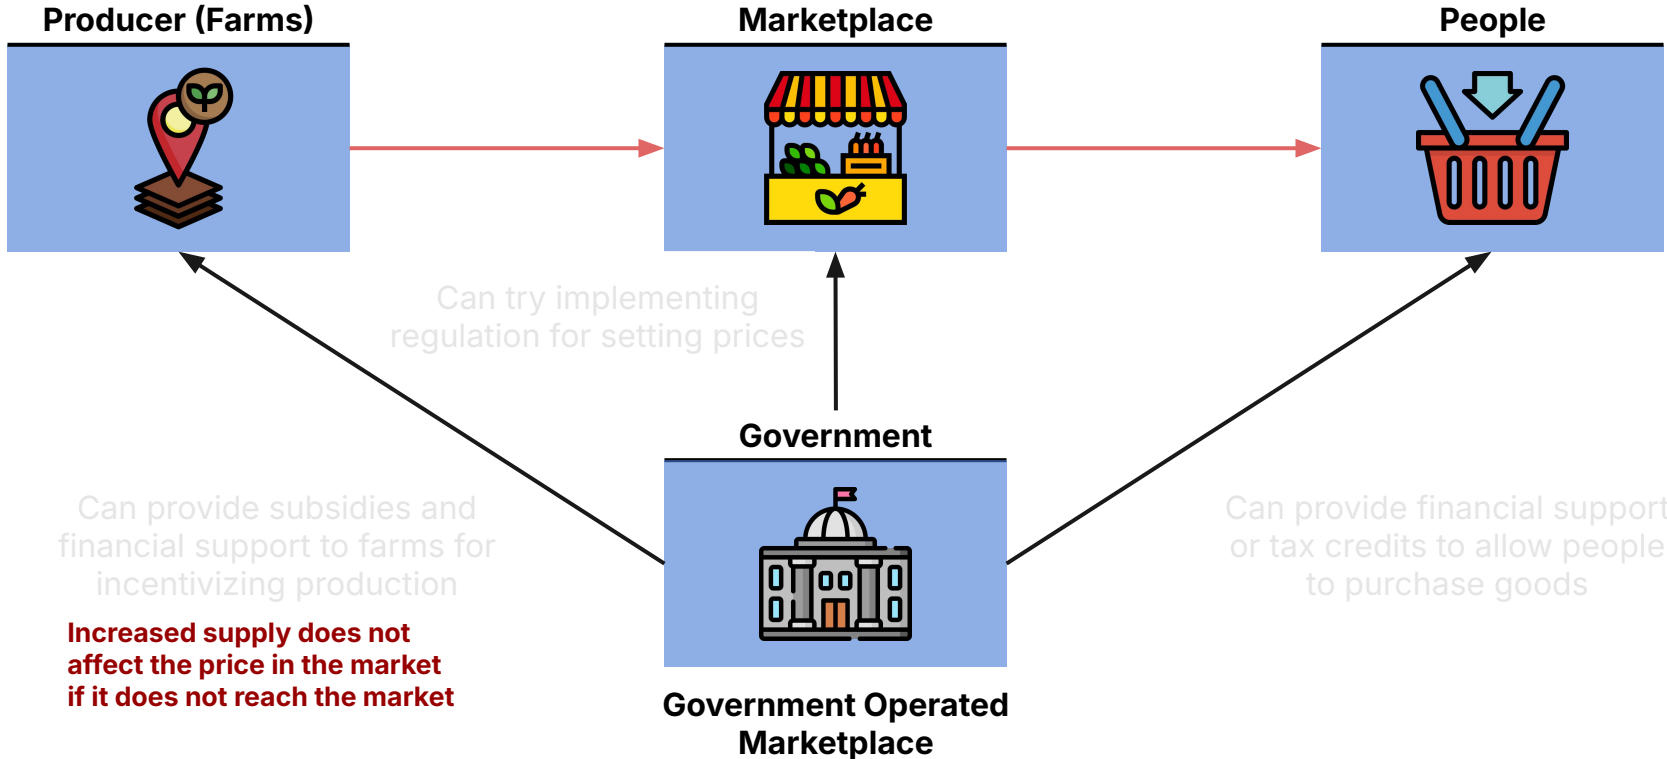 Producer (Farms)
Marketplace
People
Can try implementing
regulation for setting prices
Government
Can provide subsidies and
financial support to farms for
incentivizing production
Increased supply does not
affect the price in the market
if it does not reach the market
Can provide financial support
or tax credits to allow people
to purchase goods
Government Operated
Marketplace